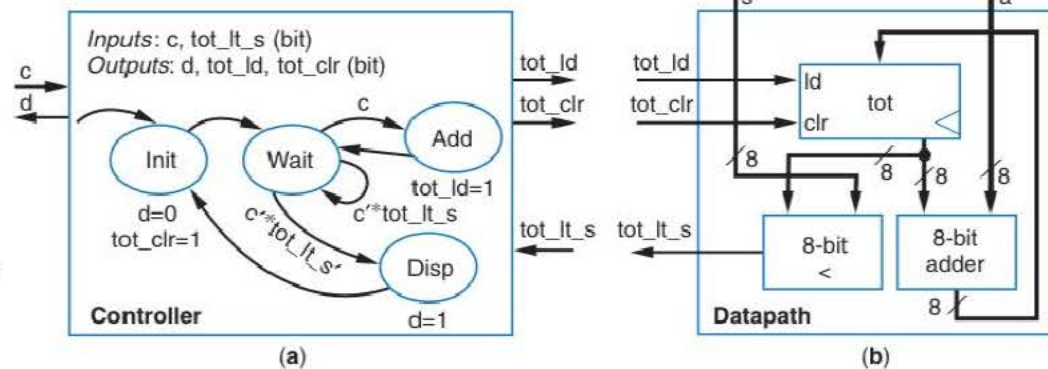 s
a
Inputs: c, tot_lt_s (bit)
Outputs: d, tot_ld, tot_clr (bit)
c
d
Init
d=0
tot_clr=1
Wait
c
Add
tot_ld=1
c'*tot_lt_s
c'*tot_lt_s'
Disp
d=1
Controller
(a)
tot_ld
tot_clr
tot_lt_s
tot_ld
tot_clr
tot_lt_s
ld
tot
clr
8
8
8
8
8-bit
<
8-bit
adder
8
Datapath
(b)